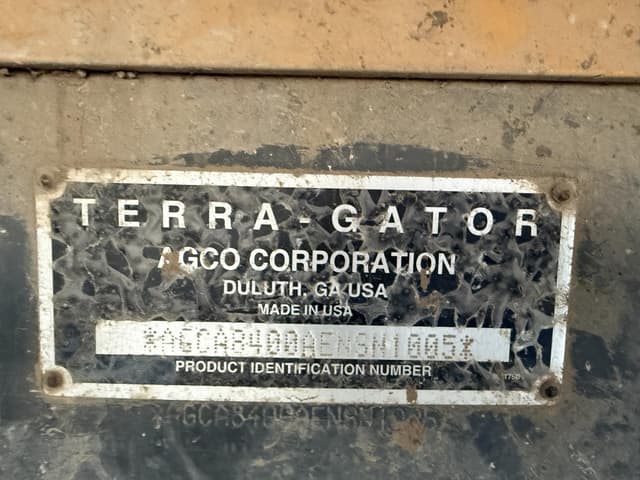 TERRA-GATOR
AGCO CORPORATION
DULUTH, GA USA
MADE IN USA
*AGCA8400AENSN1005*
PRODUCT IDENTIFICATION NUMBER